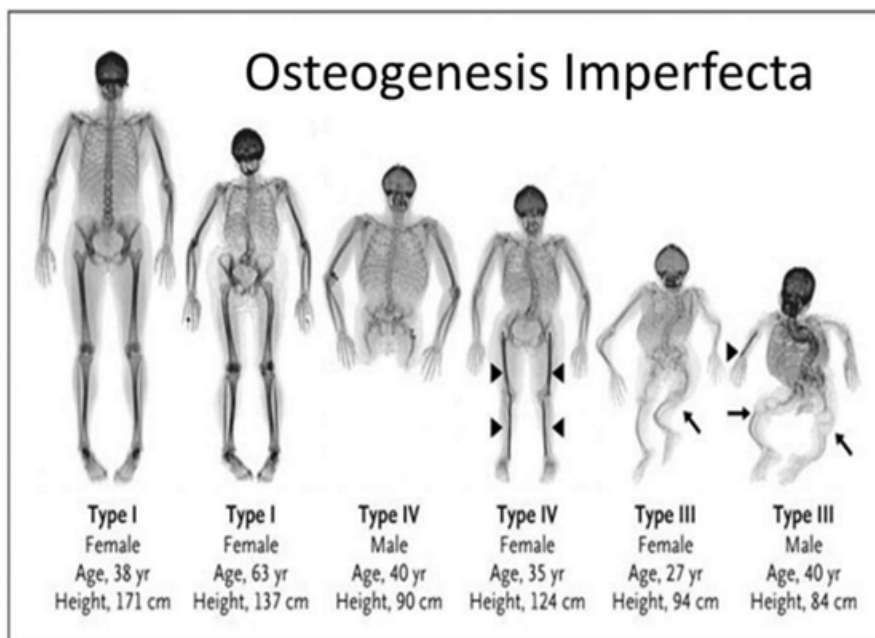 Osteogenesis Imperfecta
Type I
Female
Age, 38 yr
Height, 171 cm
Type I
Female
Age, 63 yr
Height, 137 cm
Type IV
Male
Age, 40 yr
Height, 90 cm
Type IV
Female
Age, 35 yr
Height, 124 cm
Type III
Female
Age, 27 yr
Height, 94 cm
Type III
Male
Age, 40 yr
Height, 84 cm